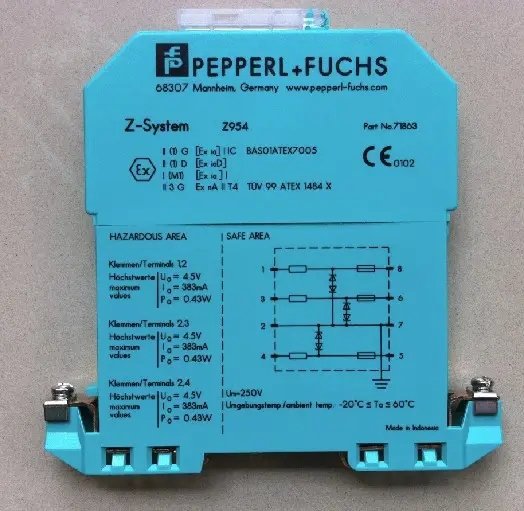 PEPPERL+FUCHS
68307 Mannheim, Germany www.pepperl-fuchs.com
Z-System Z954 Part No. 71863
II (1) G [Ex ia] IIC BAS01ATEX7005
II (1) D [Ex iaD]
I (M1) [Ex ia] I
II 3 G Ex nA II T4 TÜV 99 ATEX 1484 X
Ex
CE 0102
HAZARDOUS AREA SAFE AREA
Klemmen/Terminals 1,2
Höchstwerte U₀ = 4.5V
maximum I₀ = 383mA
values P₀ = 0.43W
Klemmen/Terminals 2,3
Höchstwerte U₀ = 4.5V
maximum I₀ = 383mA
values P₀ = 0.43W
Klemmen/Terminals 2,4
Höchstwerte U₀ = 4.5V
maximum I₀ = 383mA
values P₀ = 0.43W
1 8
3 6
2 7
4 5
Um=250V
Umgebungstemp./ambient temp. -20°C ≤ Ta ≤ 60°C
Made in Indonesia